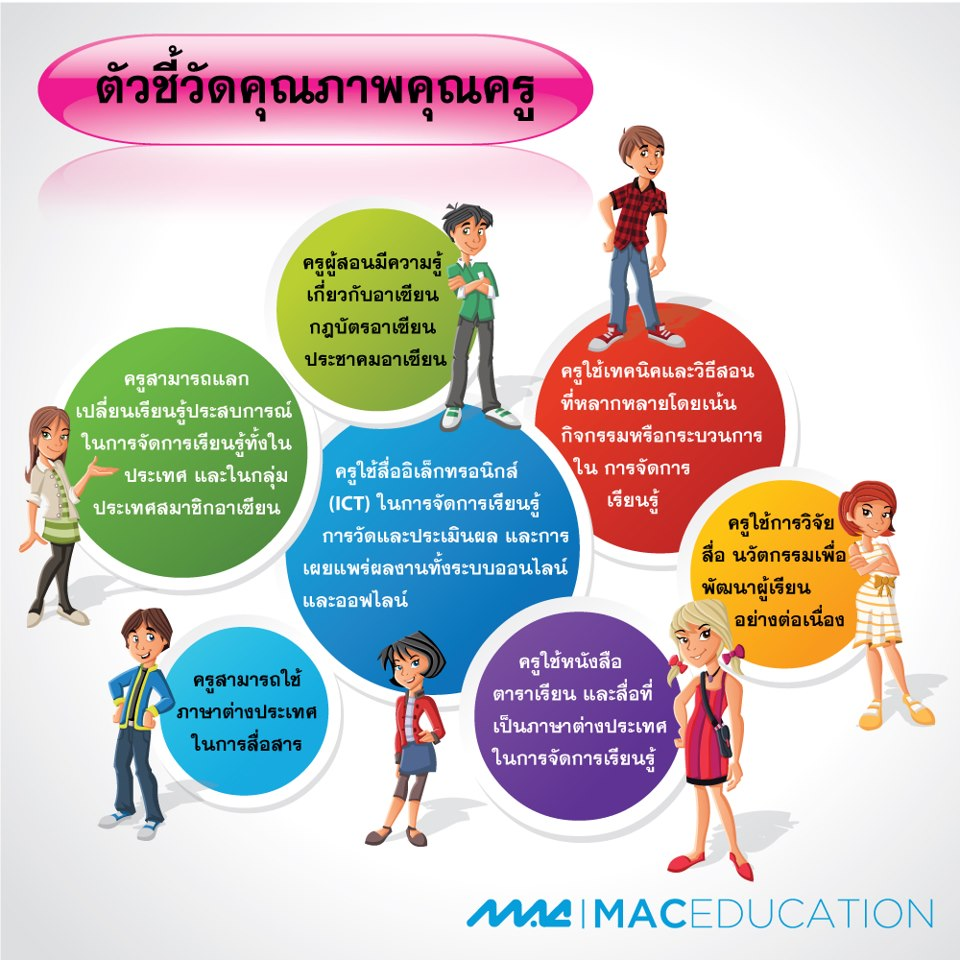 ตัวชี้วัดคุณภาพคุณครู
ครูผู้สอนมีความรู้
เกี่ยวกับอาเซียน
กฎบัตรอาเซียน
ประชาคมอาเซียน
ครูใช้เทคนิคและวิธีสอน
ที่หลากหลายโดยเน้น
กิจกรรมหรือกระบวนการ
ใน การจัดการ
เรียนรู้
ครูสามารถแลก
เปลี่ยนเรียนรู้ประสบการณ์
ในการจัดการเรียนรู้ทั้งใน
ประเทศ และในกลุ่ม
ประเทศสมาชิกอาเซียน
ครูใช้สื่ออิเล็กทรอนิกส์
(ICT) ในการจัดการเรียนรู้
การวัดและประเมินผล และการ
เผยแพร่ผลงานทั้งระบบออนไลน์
และออฟไลน์
ครูใช้การวิจัย
สื่อ นวัตกรรมเพื่อ
พัฒนาผู้เรียน
อย่างต่อเนื่อง
ครูสามารถใช้
ภาษาต่างประเทศ
ในการสื่อสาร
ครูใช้หนังสือ
ตาราเรียน และสื่อที่
เป็นภาษาต่างประเทศ
ในการจัดการเรียนรู้
MAC | MACEDUCATION